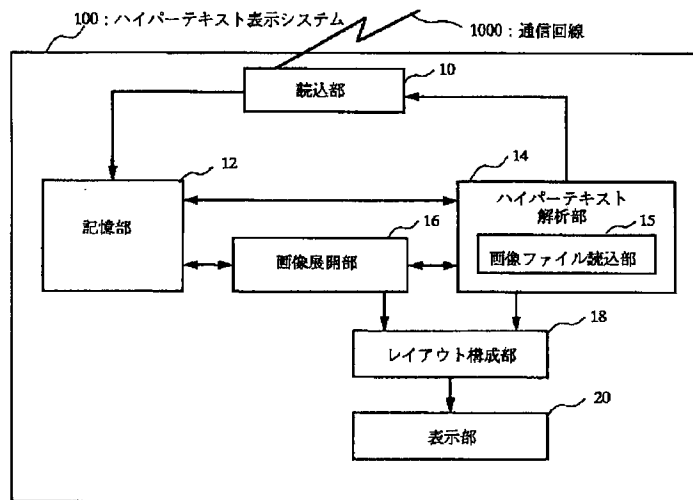 100:ハイパーテキスト表示システム
1000:通信回線
10
読込部
12
記憶部
14
ハイパーテキスト
解析部
15
画像ファイル読込部
16
画像展開部
18
レイアウト構成部
20
表示部